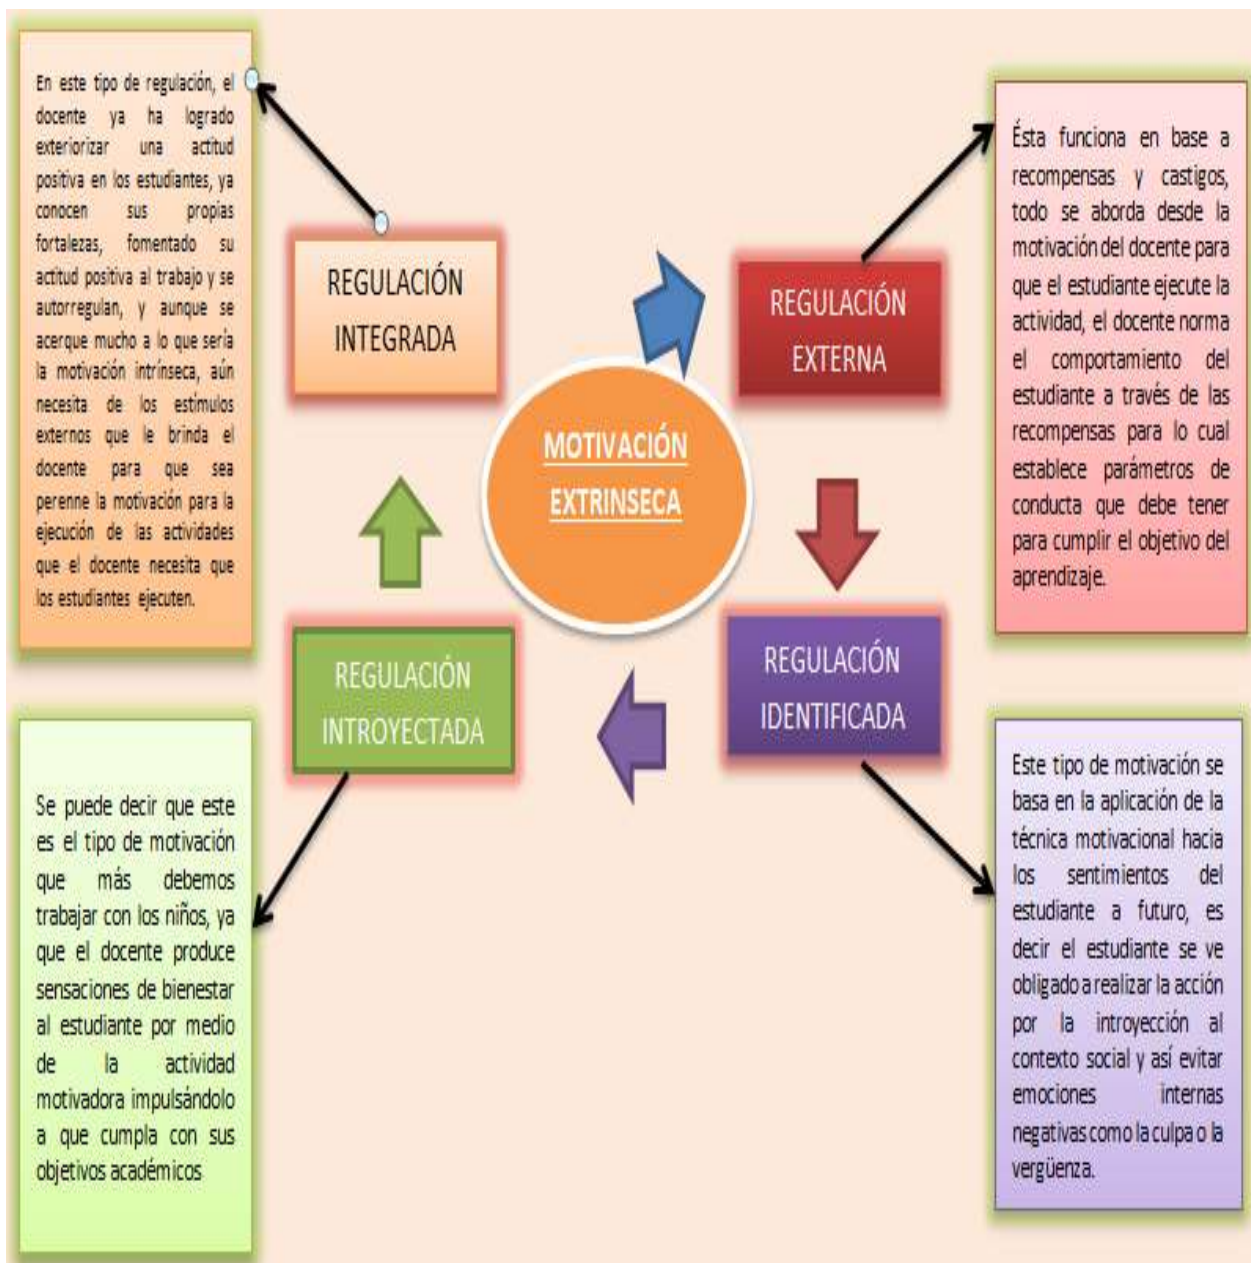 En este tipo de regulación, el
docente ya ha logrado
exteriorizar una actitud
positiva en los estudiantes, ya
conocen sus propias
fortalezas, fomentado su
actitud positiva al trabajo y se
autorregulan, y aunque se
acerque mucho a lo que sería
la motivación intrínseca, aún
necesita de los estímulos
externos que le brinda el
docente para que sea
perenne la motivación para la
ejecución de las actividades
que el docente necesita que
los estudiantes ejecuten.
REGULACIÓN
INTEGRADA
REGULACIÓN
EXTERNA
Ésta funciona en base a
recompensas y castigos,
todo se aborda desde la
motivación del docente para
que el estudiante ejecute la
actividad, el docente norma
el comportamiento del
estudiante a través de las
recompensas para lo cual
establece parámetros de
conducta que debe tener
para cumplir el objetivo del
aprendizaje.
MOTIVACIÓN
EXTRINSECA
REGULACIÓN
INTROYECTADA
REGULACIÓN
IDENTIFICADA
Se puede decir que este
es el tipo de motivación
que más debemos
trabajar con los niños, ya
que el docente produce
sensaciones de bienestar
al estudiante por medio
de la actividad
motivadora impulsándolo
a que cumpla con sus
objetivos académicos
Este tipo de motivación se
basa en la aplicación de la
técnica motivacional hacia
los sentimientos del
estudiante a futuro, es
decir el estudiante se ve
obligado a realizar la acción
por la introyección al
contexto social y así evitar
emociones internas
negativas como la culpa o la
vergüenza.